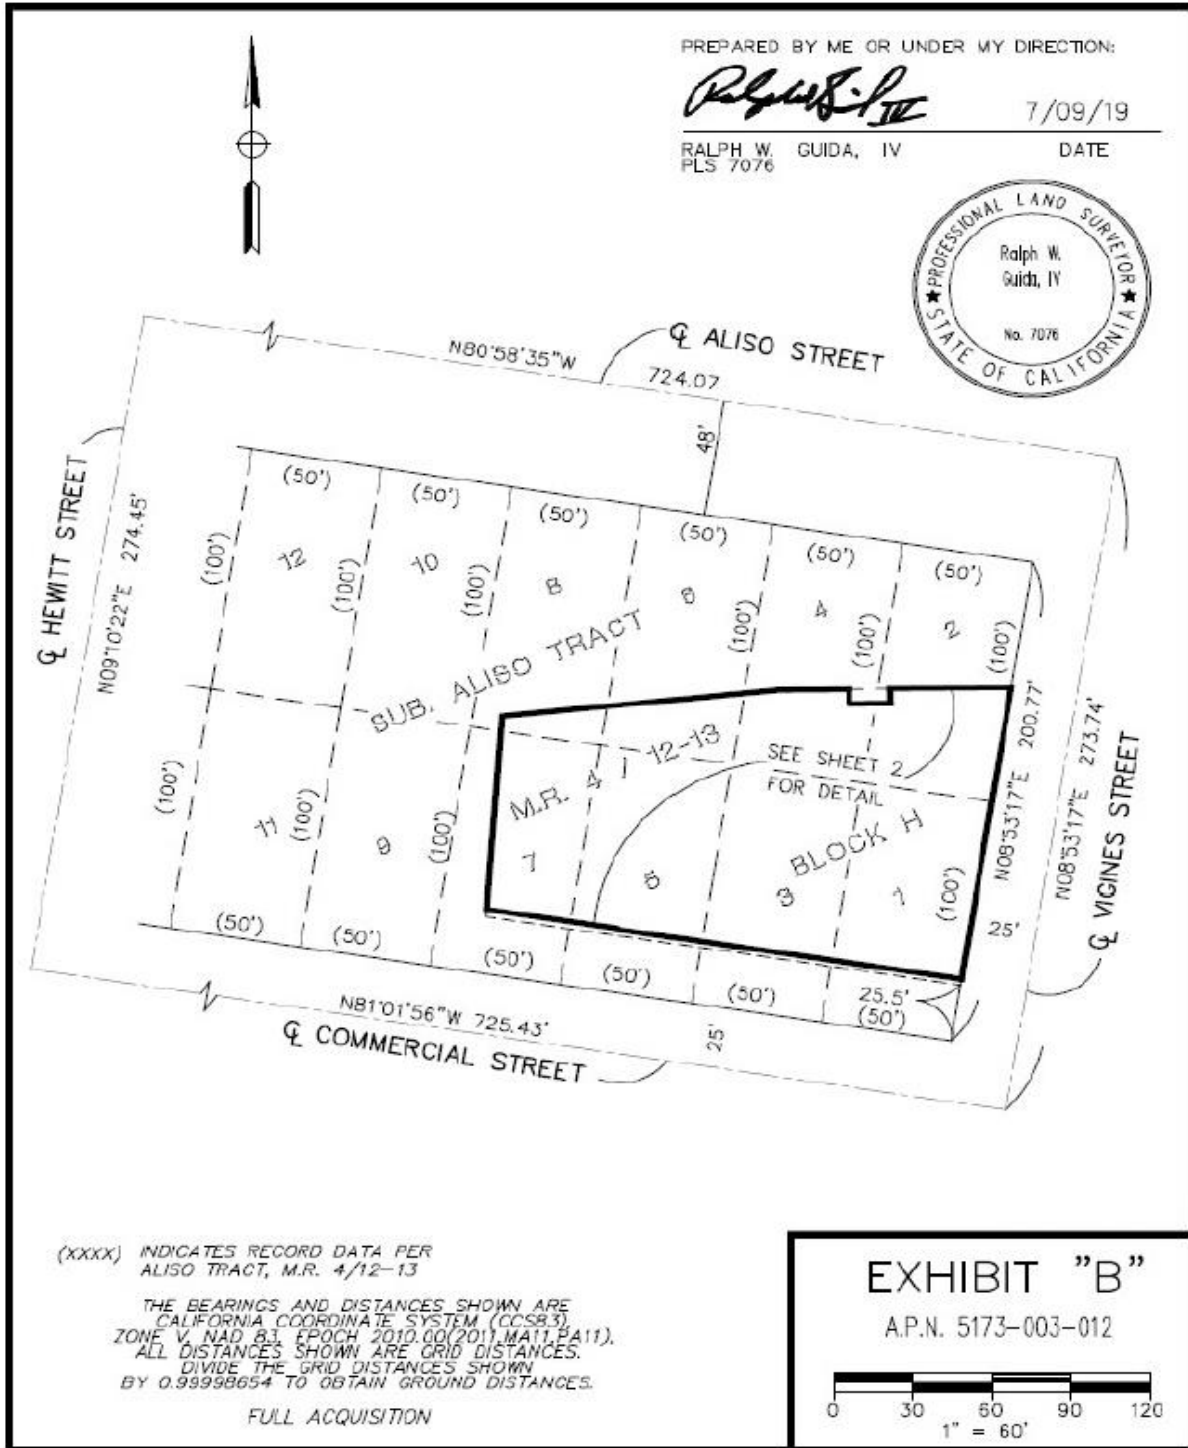 PREPARED BY ME OR UNDER MY DIRECTION:
7/09/19
RALPH W. GUIDA, IV
DATE
PLS 7076
PROFESSIONAL LAND SURVEYOR
STATE OF CALIFORNIA
Ralph W.
Guida, IV
No. 7076
℄ ALISO STREET
N80°58'35"W
724.07
48'
℄ HEWITT STREET
N09°10'22"E 274.45'
(50')
(50')
(50')
(50')
(50')
(50')
(100')
(100')
(100')
(100')
(100')
(100')
12
10
8
6
4
2
SUB. ALISO TRACT
M.R. 4 | 12-13
BLOCK H
SEE SHEET 2
FOR DETAIL
N08°53'17"E 200.77'
N08°53'17"E 273.74'
℄ VIGINES STREET
(100')
(100')
(100')
(100')
11
9
7
5
3
1
25'
(50')
(50')
(50')
(50')
(50')
25.5'
(50')
25'
N81°01'56"W 725.43'
℄ COMMERCIAL STREET
(XXXX) INDICATES RECORD DATA PER
ALISO TRACT, M.R. 4/12-13
THE BEARINGS AND DISTANCES SHOWN ARE
CALIFORNIA COORDINATE SYSTEM (CCS83),
ZONE V, NAD 83, EPOCH 2010.00(2011,MA11,PA11).
ALL DISTANCES SHOWN ARE GRID DISTANCES.
DIVIDE THE GRID DISTANCES SHOWN
BY 0.99998654 TO OBTAIN GROUND DISTANCES.
FULL ACQUISITION
EXHIBIT "B"
A.P.N. 5173-003-012
0 30 60 90 120
1" = 60'